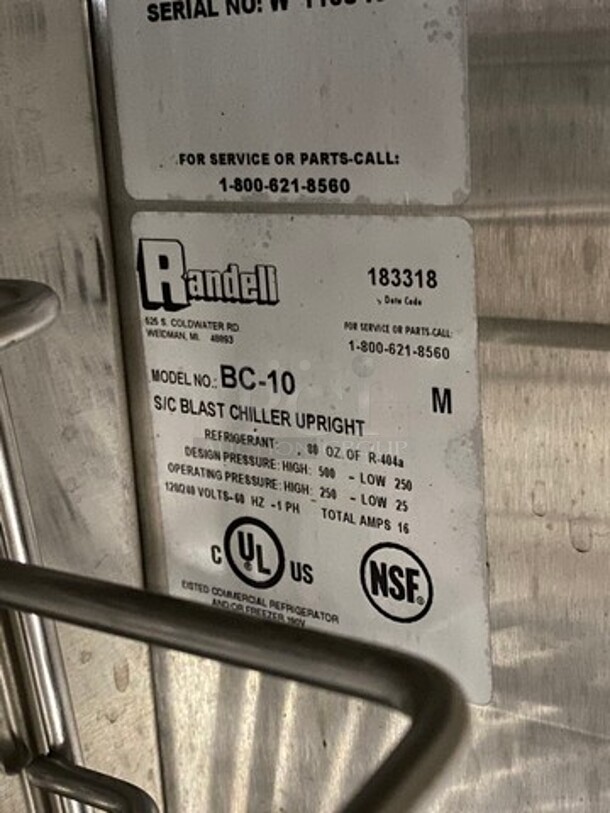 SERIAL NO: W
FOR SERVICE OR PARTS-CALL:
1-800-621-8560
Randell
183318
Date Code
525 S. COLDWATER RD.
WEIDMAN, MI. 48893
FOR SERVICE OR PARTS-CALL:
1-800-621-8560
MODEL NO.: BC-10
M
S/C BLAST CHILLER UPRIGHT
REFRIGERANT: . 80 OZ. OF R-404a
DESIGN PRESSURE: HIGH: 500 - LOW 250
OPERATING PRESSURE: HIGH: 250 - LOW 25
120/240 VOLTS-60 HZ -1 PH TOTAL AMPS 16
C UL US
NSF
LISTED COMMERCIAL REFRIGERATOR
AND/OR FREEZER